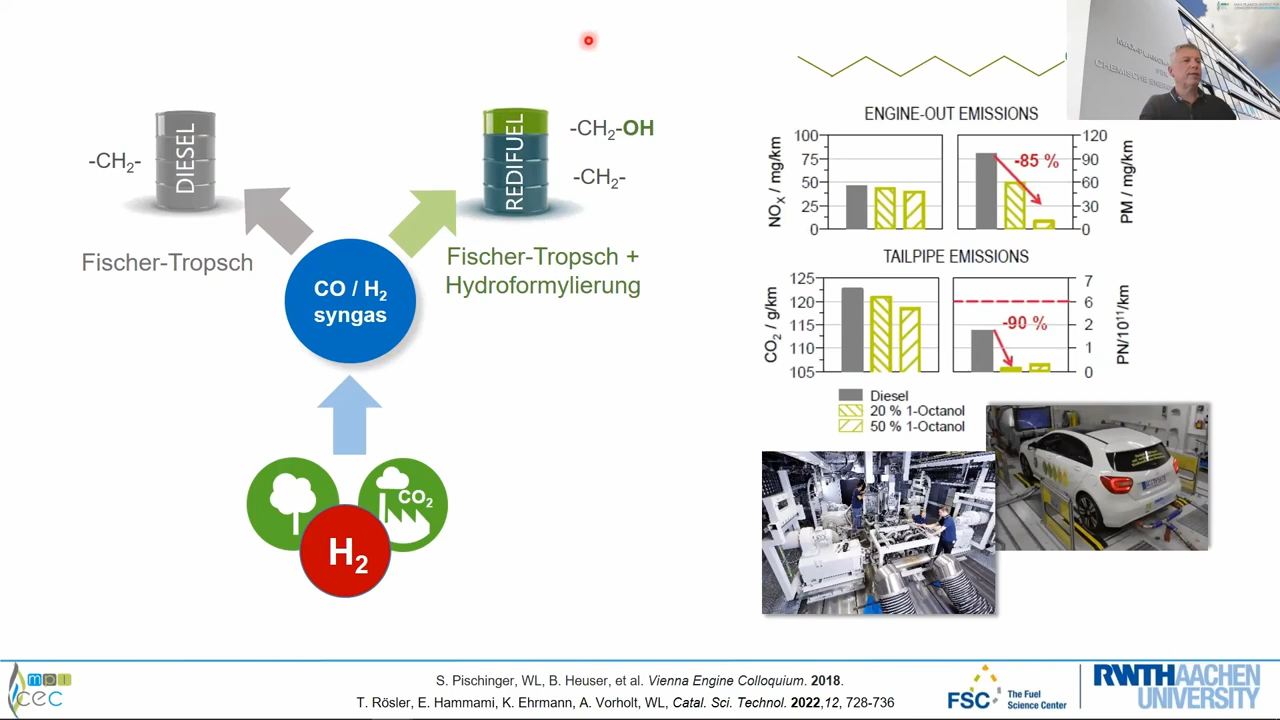 DIESEL
-CH2-
REDIFUEL
-CH2-OH
-CH2-
Fischer-Tropsch
Fischer-Tropsch +
Hydroformylierung
CO / H2
syngas
CO2
H2
ENGINE-OUT EMISSIONS
NOX / mg/km
100
75
50
25
0
-85 %
120
90
60
30
0
PM / mg/km
TAILPIPE EMISSIONS
CO2 / g/km
125
120
115
110
105
-90 %
7
6
2
1
0
PN/10¹¹/km
Diesel
20 % 1-Octanol
50 % 1-Octanol
mpi
cec
S. Pischinger, WL, B. Heuser, et al. Vienna Engine Colloquium. 2018.
T. Rösler, E. Hammami, K. Ehrmann, A. Vorholt, WL, Catal. Sci. Technol. 2022,12, 728-736
FSC
The Fuel
Science Center
RWTHAACHEN
UNIVERSITY